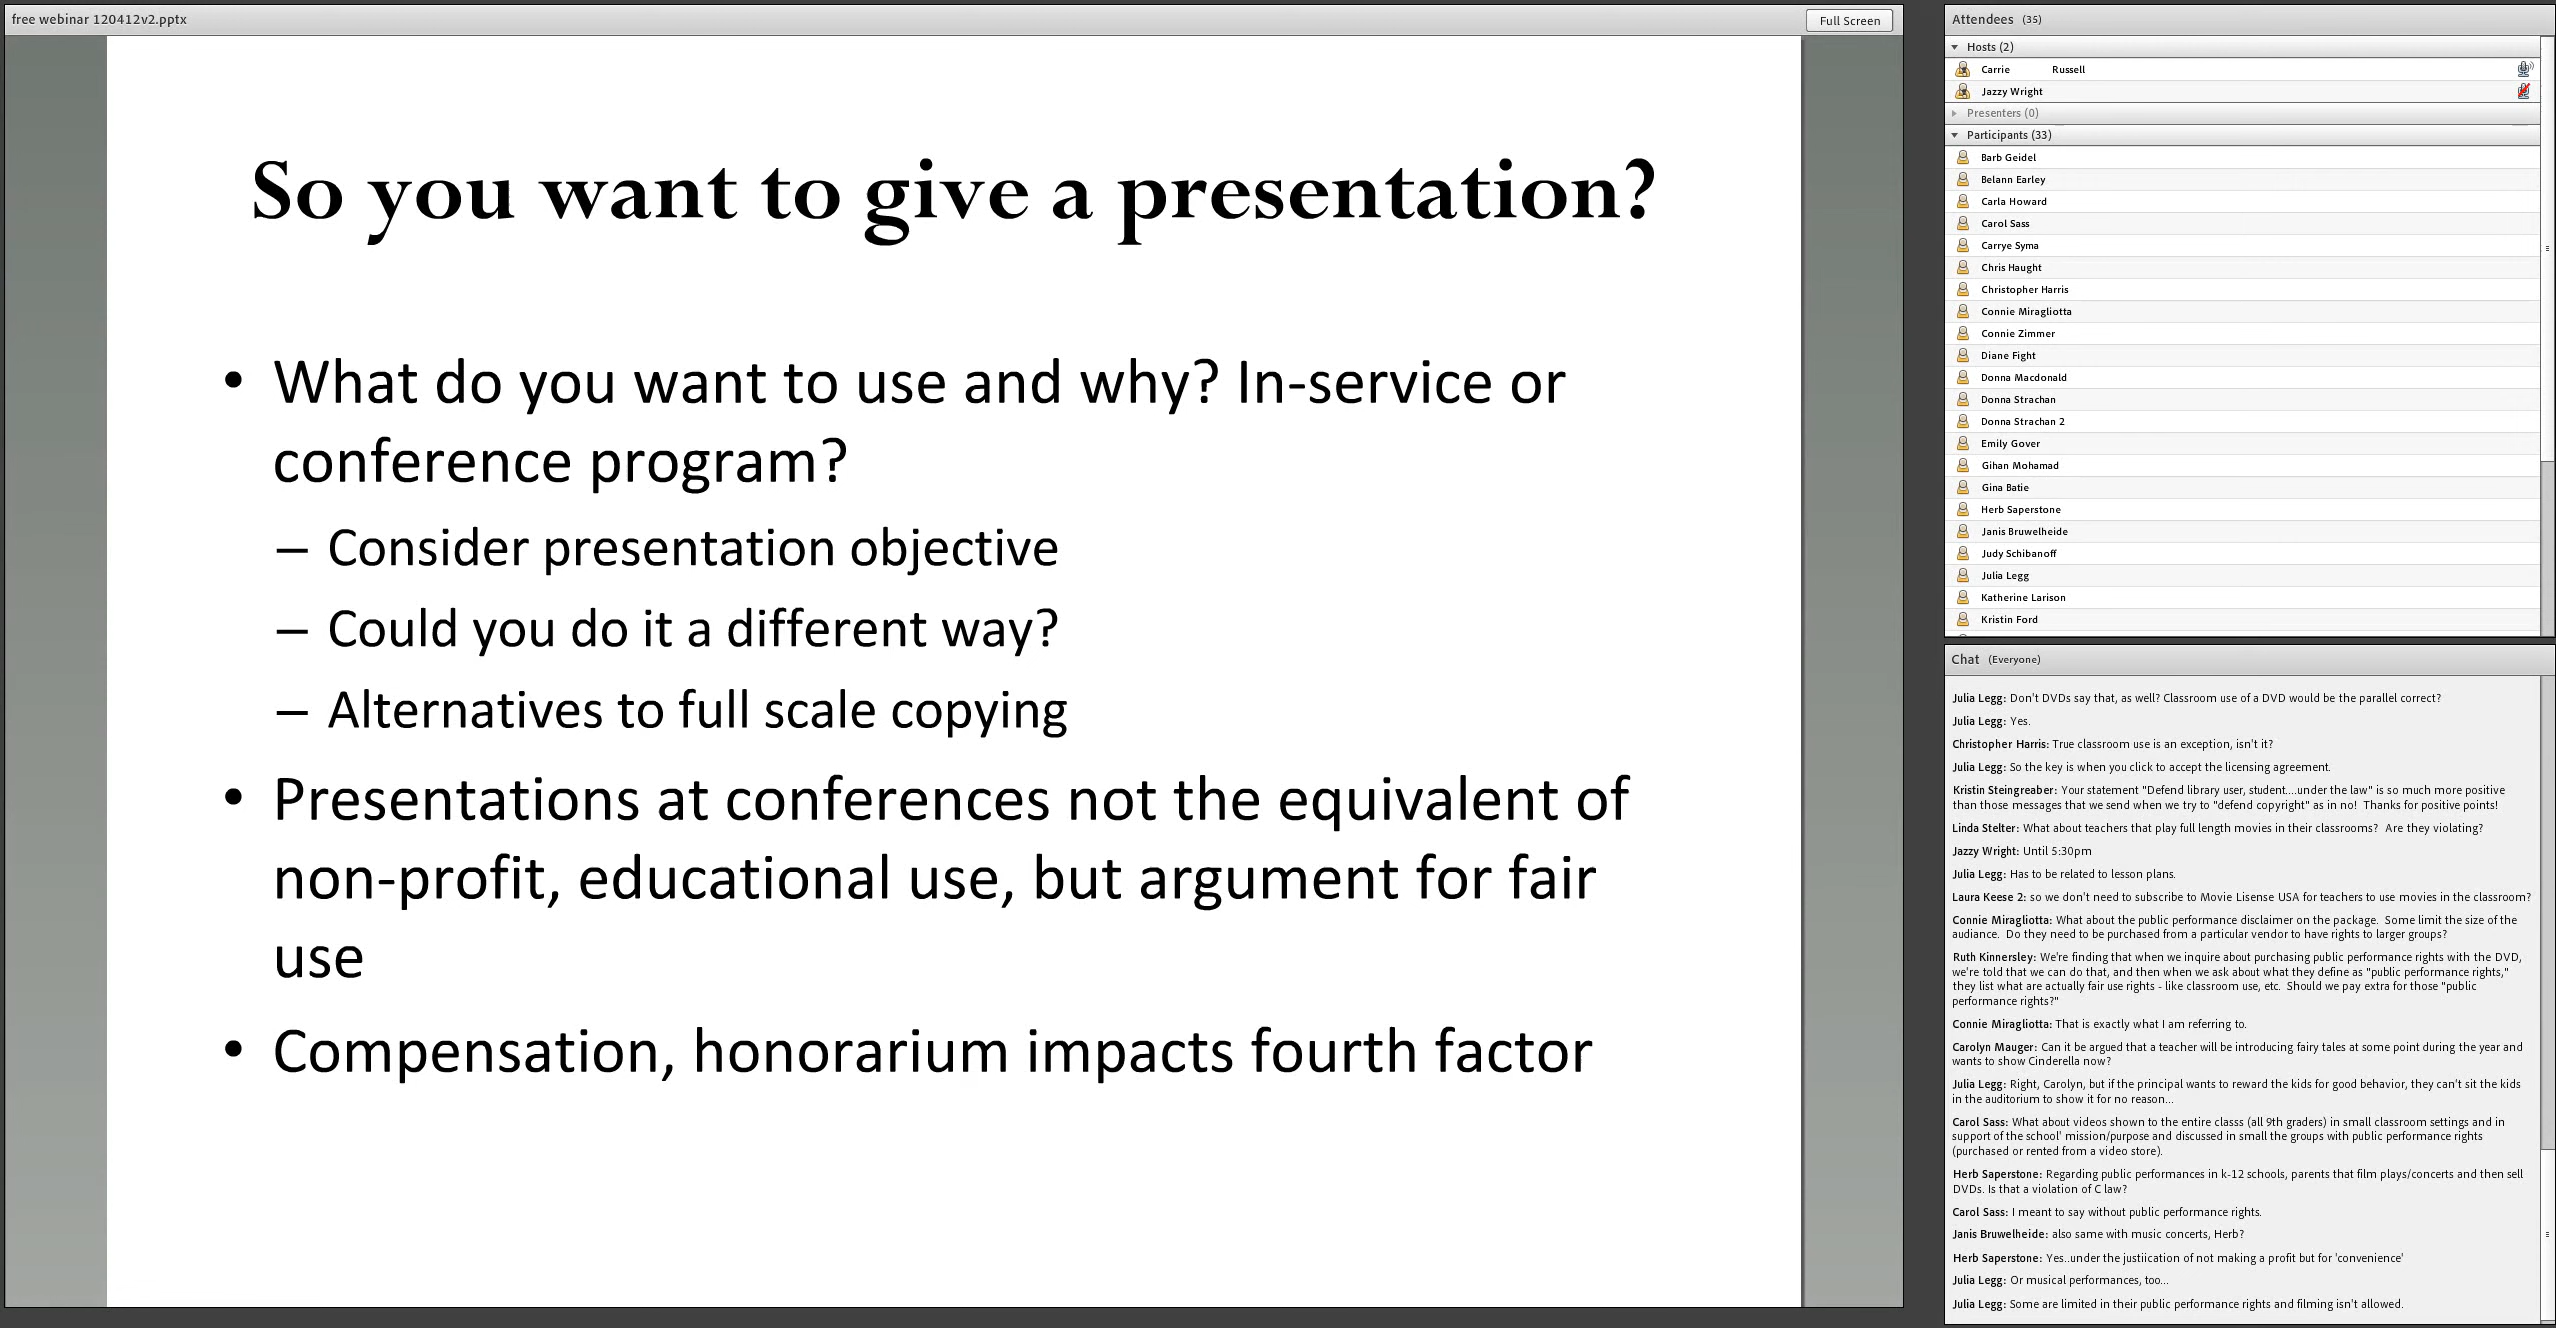 free webinar 120412v2.pptx
Full Screen
So you want to give a presentation?
• What do you want to use and why? In-service or
conference program?
– Consider presentation objective
– Could you do it a different way?
– Alternatives to full scale copying
• Presentations at conferences not the equivalent of
non-profit, educational use, but argument for fair
use
• Compensation, honorarium impacts fourth factor
Attendees (35)
Hosts (2)
Carrie Russell
Jazzy Wright
Presenters (0)
Participants (33)
Barb Geidel
Belann Earley
Carla Howard
Carol Sass
Carrye Syma
Chris Haught
Christopher Harris
Connie Miragliotta
Connie Zimmer
Diane Fight
Donna Macdonald
Donna Strachan
Donna Strachan 2
Emily Gover
Gihan Mohamad
Gina Batie
Herb Saperstone
Janis Bruwelheide
Judy Schibanoff
Julia Legg
Katherine Larison
Kristin Ford
Chat (Everyone)
Julia Legg: Don't DVDs say that, as well? Classroom use of a DVD would be the parallel correct?
Julia Legg: Yes.
Christopher Harris: True classroom use is an exception, isn't it?
Julia Legg: So the key is when you click to accept the licensing agreement.
Kristin Steingreaber: Your statement "Defend library user, student....under the law" is so much more positive
than those messages that we send when we try to "defend copyright" as in no! Thanks for positive points!
Linda Stelter: What about teachers that play full length movies in their classrooms? Are they violating?
Jazzy Wright: Until 5:30pm
Julia Legg: Has to be related to lesson plans.
Laura Keese 2: so we don't need to subscribe to Movie Lisense USA for teachers to use movies in the classroom?
Connie Miragliotta: What about the public performance disclaimer on the package. Some limit the size of the
audiance. Do they need to be purchased from a particular vendor to have rights to larger groups?
Ruth Kinnersley: We're finding that when we inquire about purchasing public performance rights with the DVD,
we're told that we can do that, and then when we ask about what they define as "public performance rights,"
they list what are actually fair use rights - like classroom use, etc. Should we pay extra for those "public
performance rights?"
Connie Miragliotta: That is exactly what I am referring to.
Carolyn Mauger: Can it be argued that a teacher will be introducing fairy tales at some point during the year and
wants to show Cinderella now?
Julia Legg: Right, Carolyn, but if the principal wants to reward the kids for good behavior, they can't sit the kids
in the auditorium to show it for no reason...
Carol Sass: What about videos shown to the entire classs (all 9th graders) in small classroom settings and in
support of the school' mission/purpose and discussed in small the groups with public performance rights
(purchased or rented from a video store).
Herb Saperstone: Regarding public performances in k-12 schools, parents that film plays/concerts and then sell
DVDs. Is that a violation of C law?
Carol Sass: I meant to say without public performance rights.
Janis Bruwelheide: also same with music concerts, Herb?
Herb Saperstone: Yes..under the justiication of not making a profit but for 'convenience'
Julia Legg: Or musical performances, too...
Julia Legg: Some are limited in their public performance rights and filming isn't allowed.